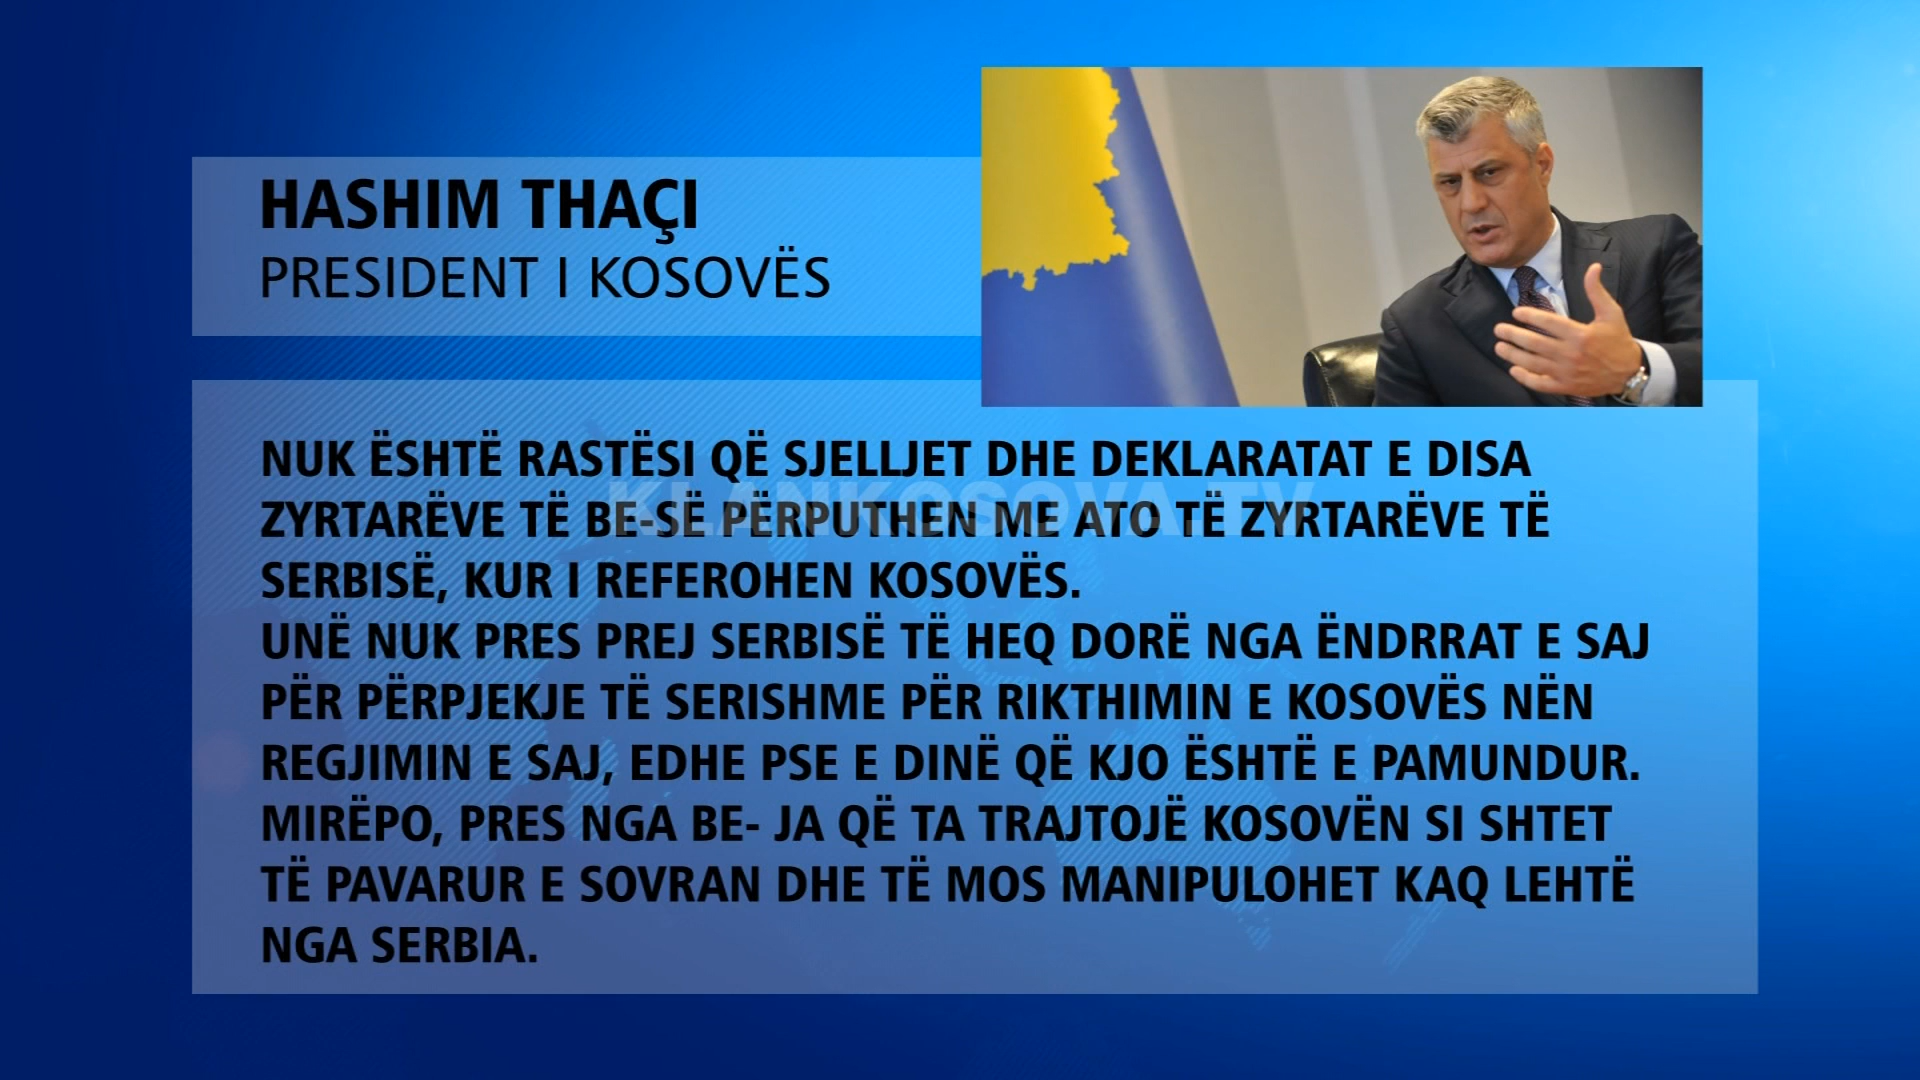 HASHIM THAÇI
PRESIDENT I KOSOVËS
NUK ËSHTË RASTËSI QË SJELLJET DHE DEKLARATAT E DISA
ZYRTARËVE TË BE-SË PËRPUTHEN ME ATO TË ZYRTARËVE TË
SERBISË, KUR I REFEROHEN KOSOVËS.
UNË NUK PRES PREJ SERBISË TË HEQ DORË NGA ËNDRRAT E SAJ
PËR PËRPJEKJE TË SERISHME PËR RIKTHIMIN E KOSOVËS NËN
REGJIMIN E SAJ, EDHE PSE E DINË QË KJO ËSHTË E PAMUNDUR.
MIRËPO, PRES NGA BE- JA QË TA TRAJTOJË KOSOVËN SI SHTET
TË PAVARUR E SOVRAN DHE TË MOS MANIPULOHET KAQ LEHTË
NGA SERBIA.
KLANKOSOVA.TV